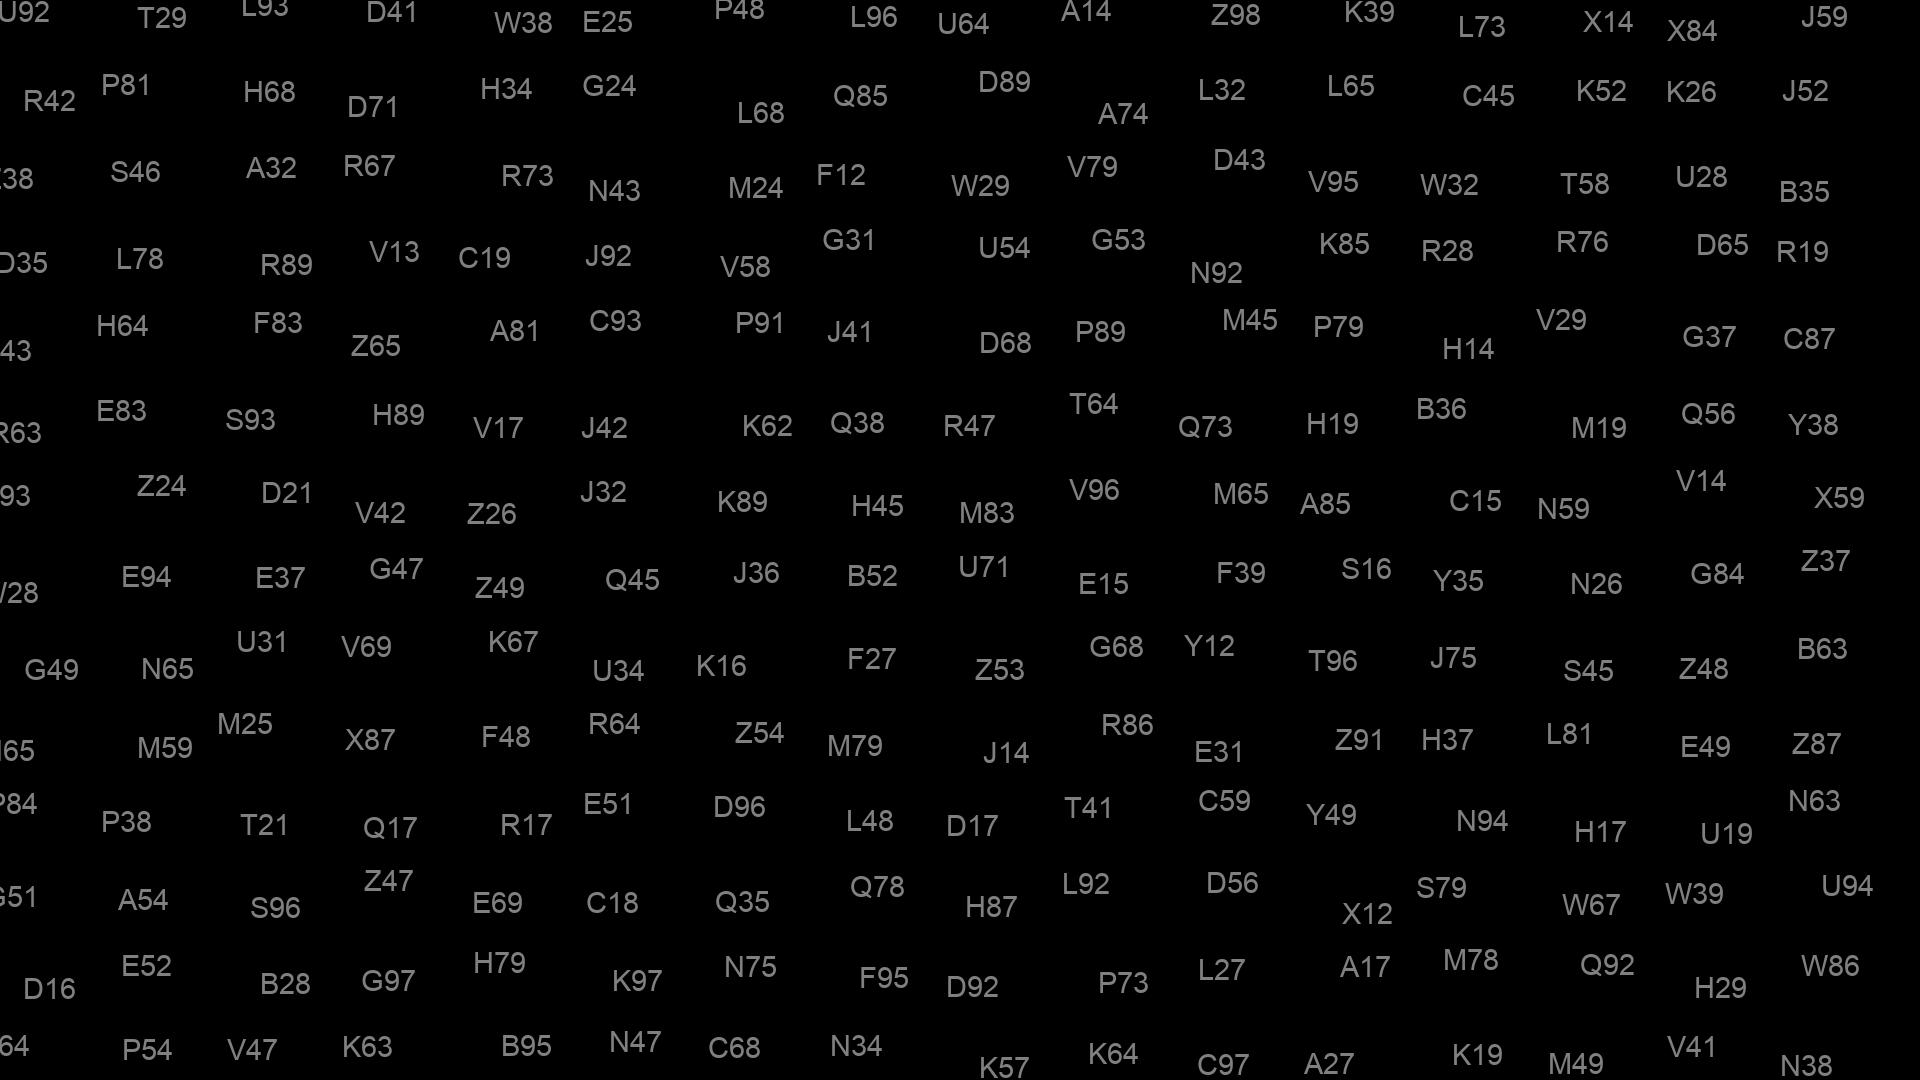 U92 T29 L93 D41 W38 E25 P48 L96 U64 A14 Z98 K39 L73 X14 X84 J59
R42 P81 H68 D71 H34 G24 L68 Q85 D89 A74 L32 L65 C45 K52 K26 J52
38 S46 A32 R67 R73 N43 M24 F12 W29 V79 D43 V95 W32 T58 U28 B35
D35 L78 R89 V13 C19 J92 V58 G31 U54 G53 N92 K85 R28 R76 D65 R19
43 H64 F83 Z65 A81 C93 P91 J41 D68 P89 M45 P79 H14 V29 G37 C87
R63 E83 S93 H89 V17 J42 K62 Q38 R47 T64 Q73 H19 B36 M19 Q56 Y38
93 Z24 D21 V42 Z26 J32 K89 H45 M83 V96 M65 A85 C15 N59 V14 X59
28 E94 E37 G47 Z49 Q45 J36 B52 U71 E15 F39 S16 Y35 N26 G84 Z37
G49 N65 U31 V69 K67 U34 K16 F27 Z53 G68 Y12 T96 J75 S45 Z48 B63
65 M59 M25 X87 F48 R64 Z54 M79 J14 R86 E31 Z91 H37 L81 E49 Z87
P84 P38 T21 Q17 R17 E51 D96 L48 D17 T41 C59 Y49 N94 H17 U19 N63
G51 A54 S96 Z47 E69 C18 Q35 Q78 H87 L92 D56 X12 S79 W67 W39 U94
D16 E52 B28 G97 H79 K97 N75 F95 D92 P73 L27 A17 M78 Q92 H29 W86
64 P54 V47 K63 B95 N47 C68 N34 K57 K64 C97 A27 K19 M49 V41 N38